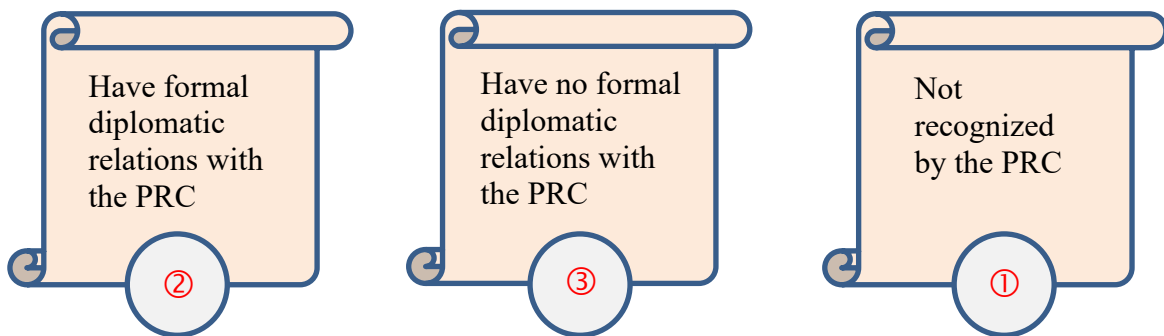 Have formal
diplomatic
relations with
the PRC
②
Have no formal
diplomatic
relations with
the PRC
③
Not
recognized
by the PRC
①